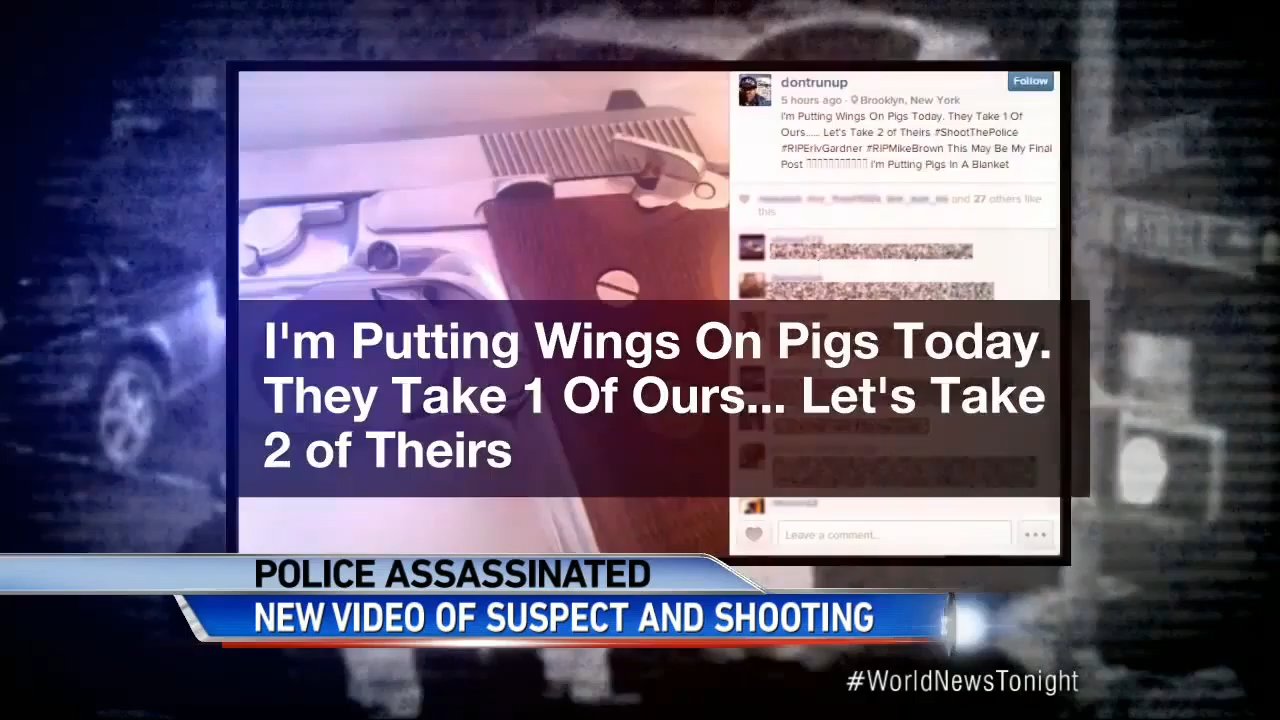 dontrunup
Follow
5 hours ago · Brooklyn, New York
I'm Putting Wings On Pigs Today. They Take 1 Of
Ours..... Let's Take 2 of Theirs #ShootThePolice
#RIPErivGardner #RIPMikeBrown This May Be My Final
Post I'm Putting Pigs In A Blanket
and 27 others like
this
I'm Putting Wings On Pigs Today.
They Take 1 Of Ours... Let's Take
2 of Theirs
Leave a comment...
POLICE ASSASSINATED
NEW VIDEO OF SUSPECT AND SHOOTING
#WorldNewsTonight